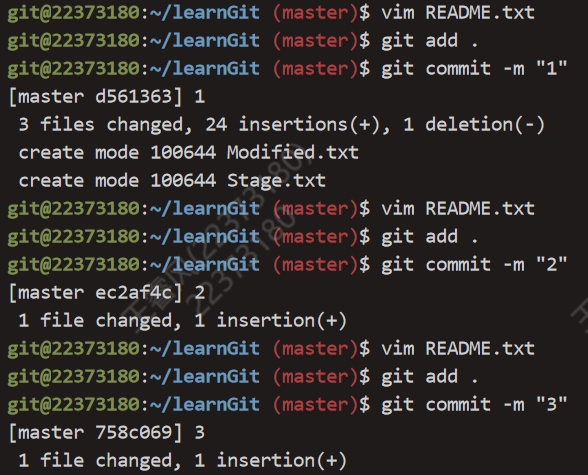 git@22373180:~/learnGit (master)$ vim README.txt
git@22373180:~/learnGit (master)$ git add .
git@22373180:~/learnGit (master)$ git commit -m "1"
[master d561363] 1
 3 files changed, 24 insertions(+), 1 deletion(-)
 create mode 100644 Modified.txt
 create mode 100644 Stage.txt
git@22373180:~/learnGit (master)$ vim README.txt
git@22373180:~/learnGit (master)$ git add .
git@22373180:~/learnGit (master)$ git commit -m "2"
[master ec2af4c] 2
 1 file changed, 1 insertion(+)
git@22373180:~/learnGit (master)$ vim README.txt
git@22373180:~/learnGit (master)$ git add .
git@22373180:~/learnGit (master)$ git commit -m "3"
[master 758c069] 3
 1 file changed, 1 insertion(+)
(22373180)
22373180